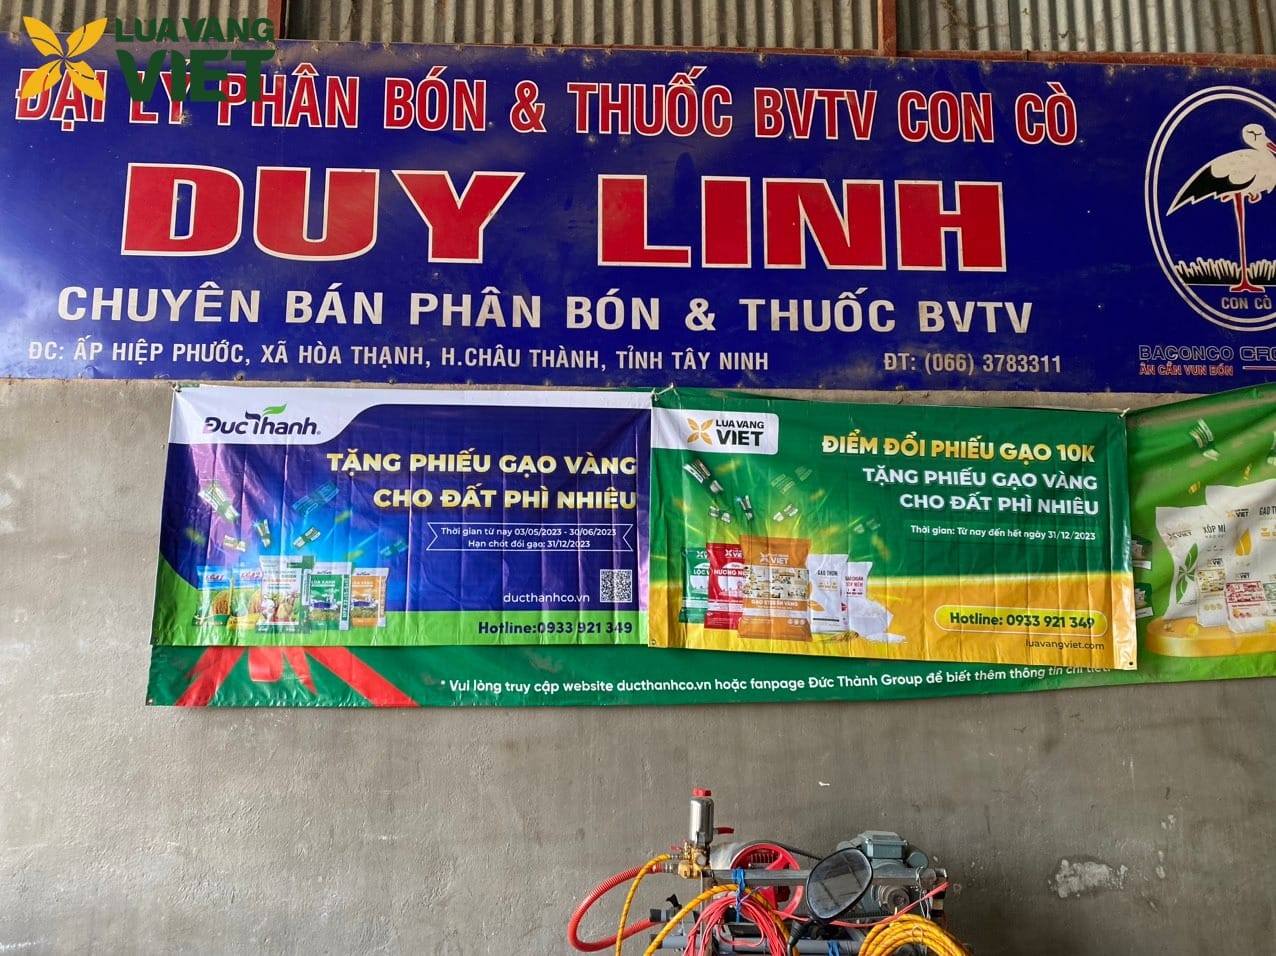 LUA VANG
VIET
ĐẠI LÝ PHÂN BÓN & THUỐC BVTV CON CÒ
DUY LINH
CHUYÊN BÁN PHÂN BÓN & THUỐC BVTV
ĐC: ẤP HIỆP PHƯỚC, XÃ HÒA THẠNH, H.CHÂU THÀNH, TỈNH TÂY NINH
ĐT: (066) 3783311
CON CÒ
BACONCO
ĂN CẦN VUN BÓN
ĐucThanh
TẶNG PHIẾU GẠO VÀNG
CHO ĐẤT PHÌ NHIÊU
Thời gian từ nay 03/05/2023 - 30/06/2023
Hạn chót đổi gạo: 31/12/2023
ducthanhco.vn
Hotline:0933 921 349
LUA VANG
VIET
ĐIỂM ĐỔI PHIẾU GẠO 10K
TẶNG PHIẾU GẠO VÀNG
CHO ĐẤT PHÌ NHIÊU
Thời gian: Từ nay đến hết ngày 31/12/2023
Hotline: 0933 921 349
luavangviet.com
* Vui lòng truy cập website ducthanhco.vn hoặc fanpage Đức Thành Group để biết thêm thông tin chi tiết.